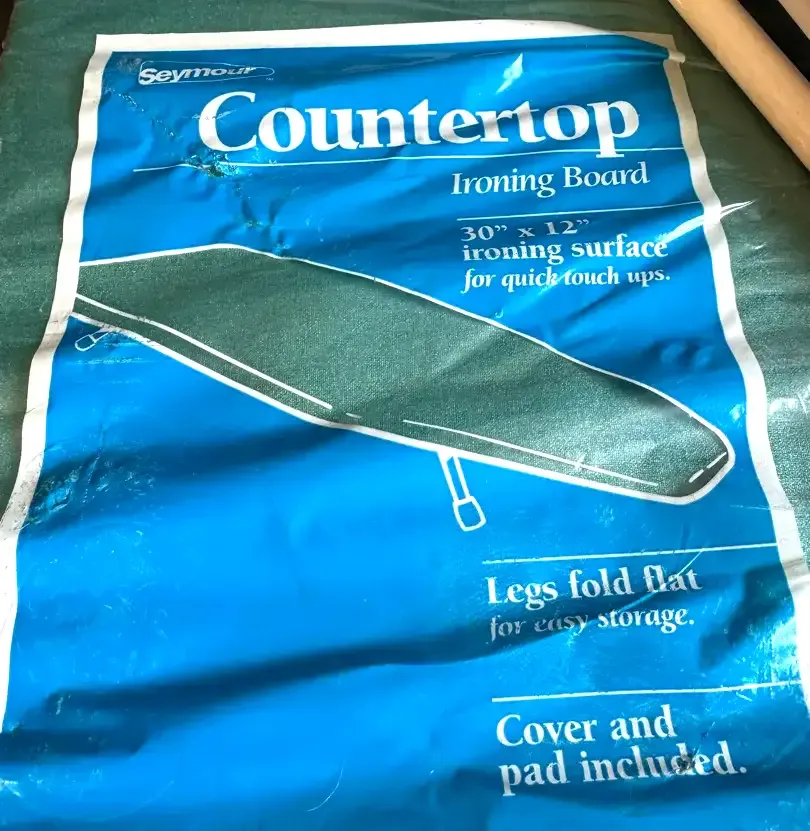 Seymour
Countertop
Ironing Board
30" x 12"
ironing surface
for quick touch ups.
Legs fold flat
for easy storage.
Cover and
pad included.